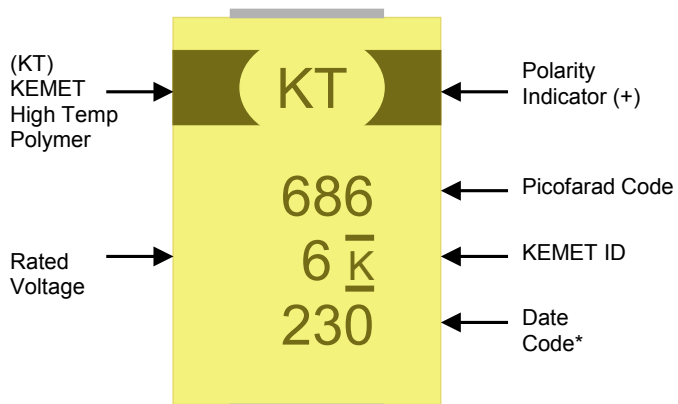 (KT)
KEMET
High Temp
Polymer
KT
Polarity
Indicator (+)
686
Picofarad Code
Rated
Voltage
6 K
KEMET ID
230
Date
Code*